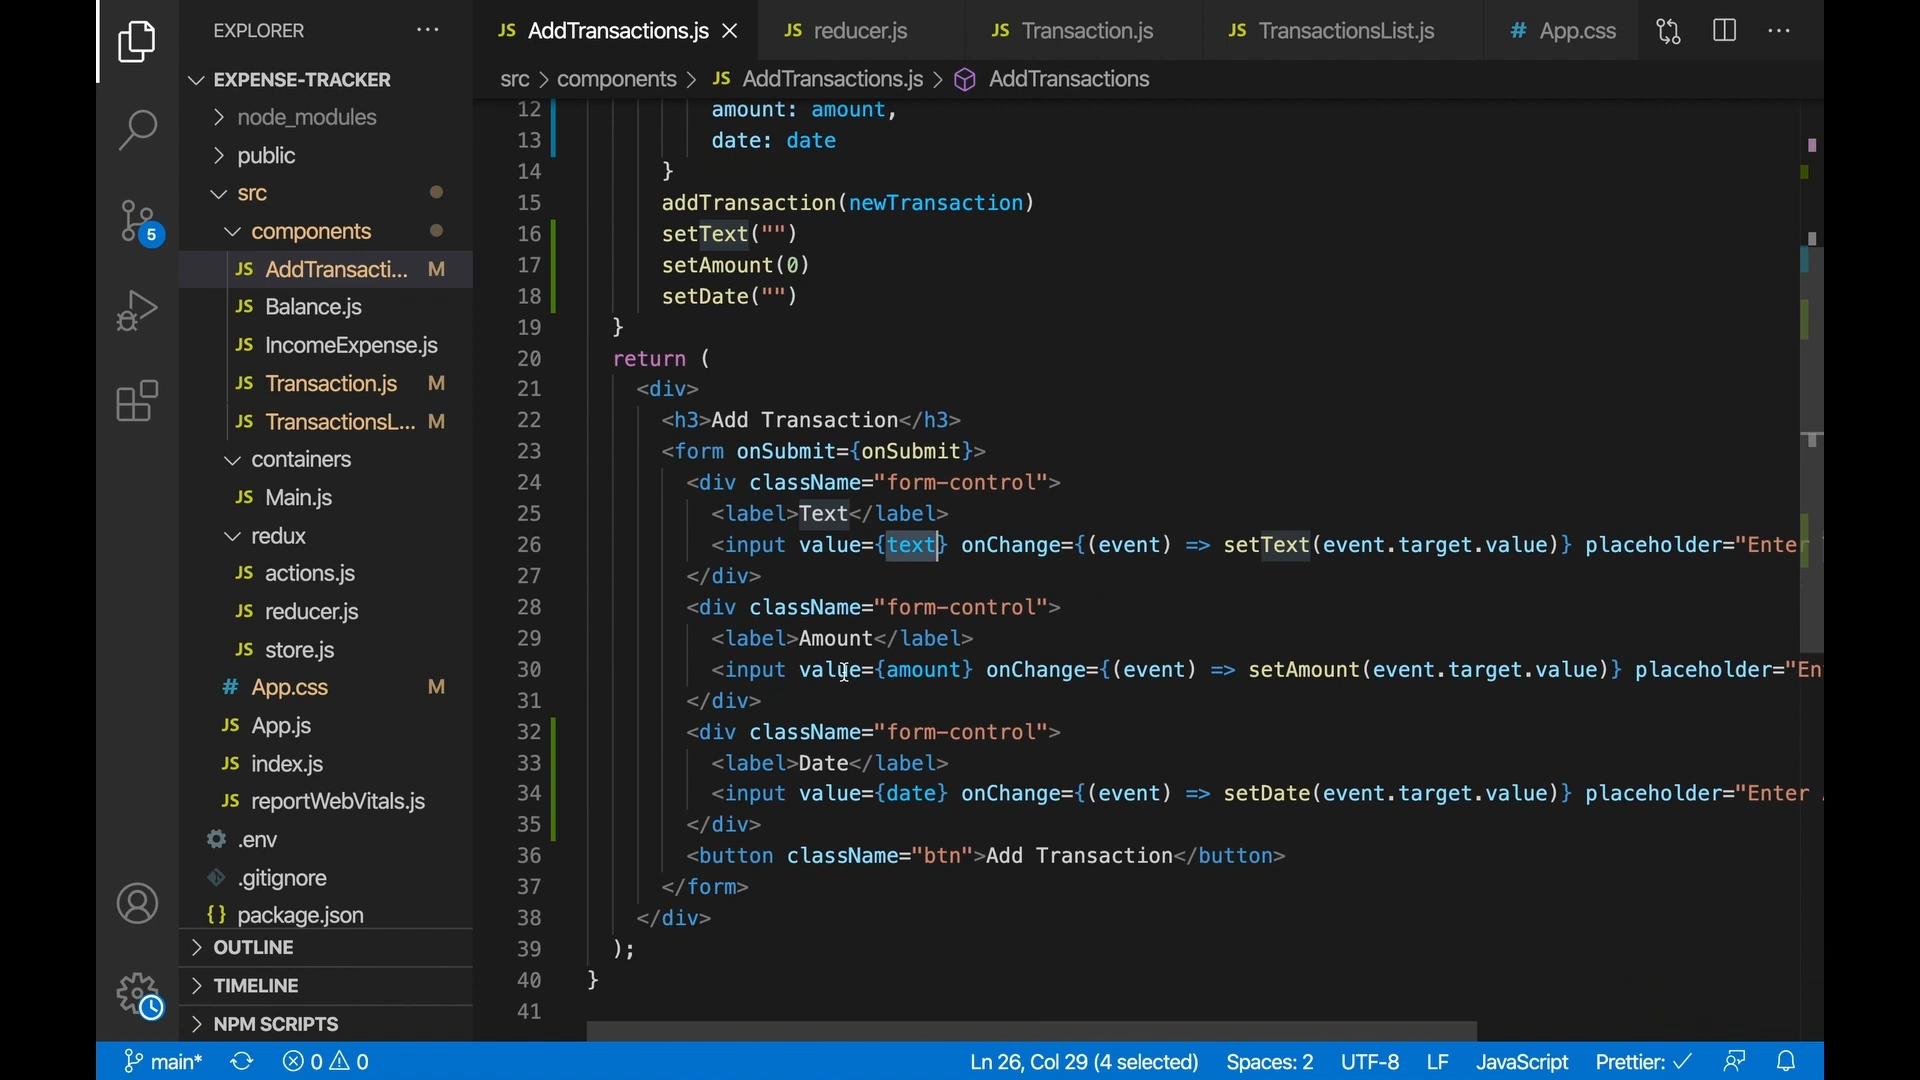 EXPLORER
EXPENSE-TRACKER
node_modules
public
src
components
JS AddTransacti... M
JS Balance.js
JS IncomeExpense.js
JS Transaction.js M
JS TransactionsL... M
containers
JS Main.js
redux
JS actions.js
JS reducer.js
JS store.js
# App.css M
JS App.js
JS index.js
JS reportWebVitals.js
.env
.gitignore
{} package.json
OUTLINE
TIMELINE
NPM SCRIPTS
5
JS AddTransactions.js
JS reducer.js
JS Transaction.js
JS TransactionsList.js
# App.css
src > components > JS AddTransactions.js > AddTransactions
12 amount: amount,
13 date: date
14 }
15 addTransaction(newTransaction)
16 setText("")
17 setAmount(0)
18 setDate("")
19 }
20 return (
21 <div>
22 <h3>Add Transaction</h3>
23 <form onSubmit={onSubmit}>
24 <div className="form-control">
25 <label>Text</label>
26 <input value={text} onChange={(event) => setText(event.target.value)} placeholder="Enter
27 </div>
28 <div className="form-control">
29 <label>Amount</label>
30 <input value={amount} onChange={(event) => setAmount(event.target.value)} placeholder="En
31 </div>
32 <div className="form-control">
33 <label>Date</label>
34 <input value={date} onChange={(event) => setDate(event.target.value)} placeholder="Enter
35 </div>
36 <button className="btn">Add Transaction</button>
37 </form>
38 </div>
39 );
40 }
41
main* 0 0 Ln 26, Col 29 (4 selected) Spaces: 2 UTF-8 LF JavaScript Prettier: ✓